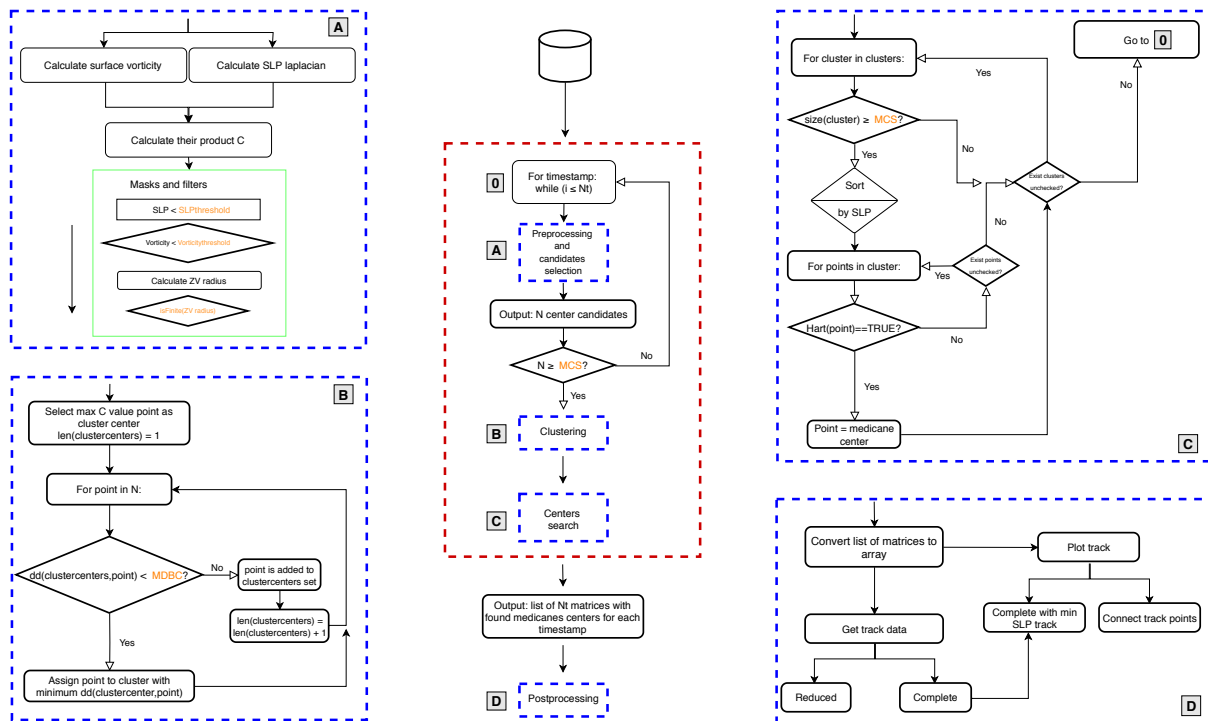 A
Calculate surface vorticity
Calculate SLP laplacian
Calculate their product C
Masks and filters
SLP < SLPthreshold
Vorticity < Vorticitythreshold
Calculate ZV radius
isFinite(ZV radius)
B
Select max C value point as
cluster center
len(clustercenters) = 1
For point in N:
dd(clustercenters,point) < MDBC?
No
point is added to
clustercenters set
len(clustercenters) =
len(clustercenters) + 1
Yes
Assign point to cluster with
minimum dd(clustercenter,point)
0
For timestamp:
while (i ≤ Nt)
A
Preprocessing
and
candidates
selection
Output: N center candidates
N ≥ MCS?
No
Yes
B
Clustering
C
Centers
search
Output: list of Nt matrices with
found medicanes centers for each
timestamp
D
Postprocessing
For cluster in clusters:
Yes
Go to 0
No
size(cluster) ≥ MCS?
No
Yes
Exist clusters
unchecked?
Sort
by SLP
No
For points in cluster:
Yes
Exist points
unchecked?
Hart(point)==TRUE?
No
Yes
Point = medicane
center
C
Convert list of matrices to
array
Plot track
Complete with min
SLP track
Connect track points
Get track data
Reduced
Complete
D